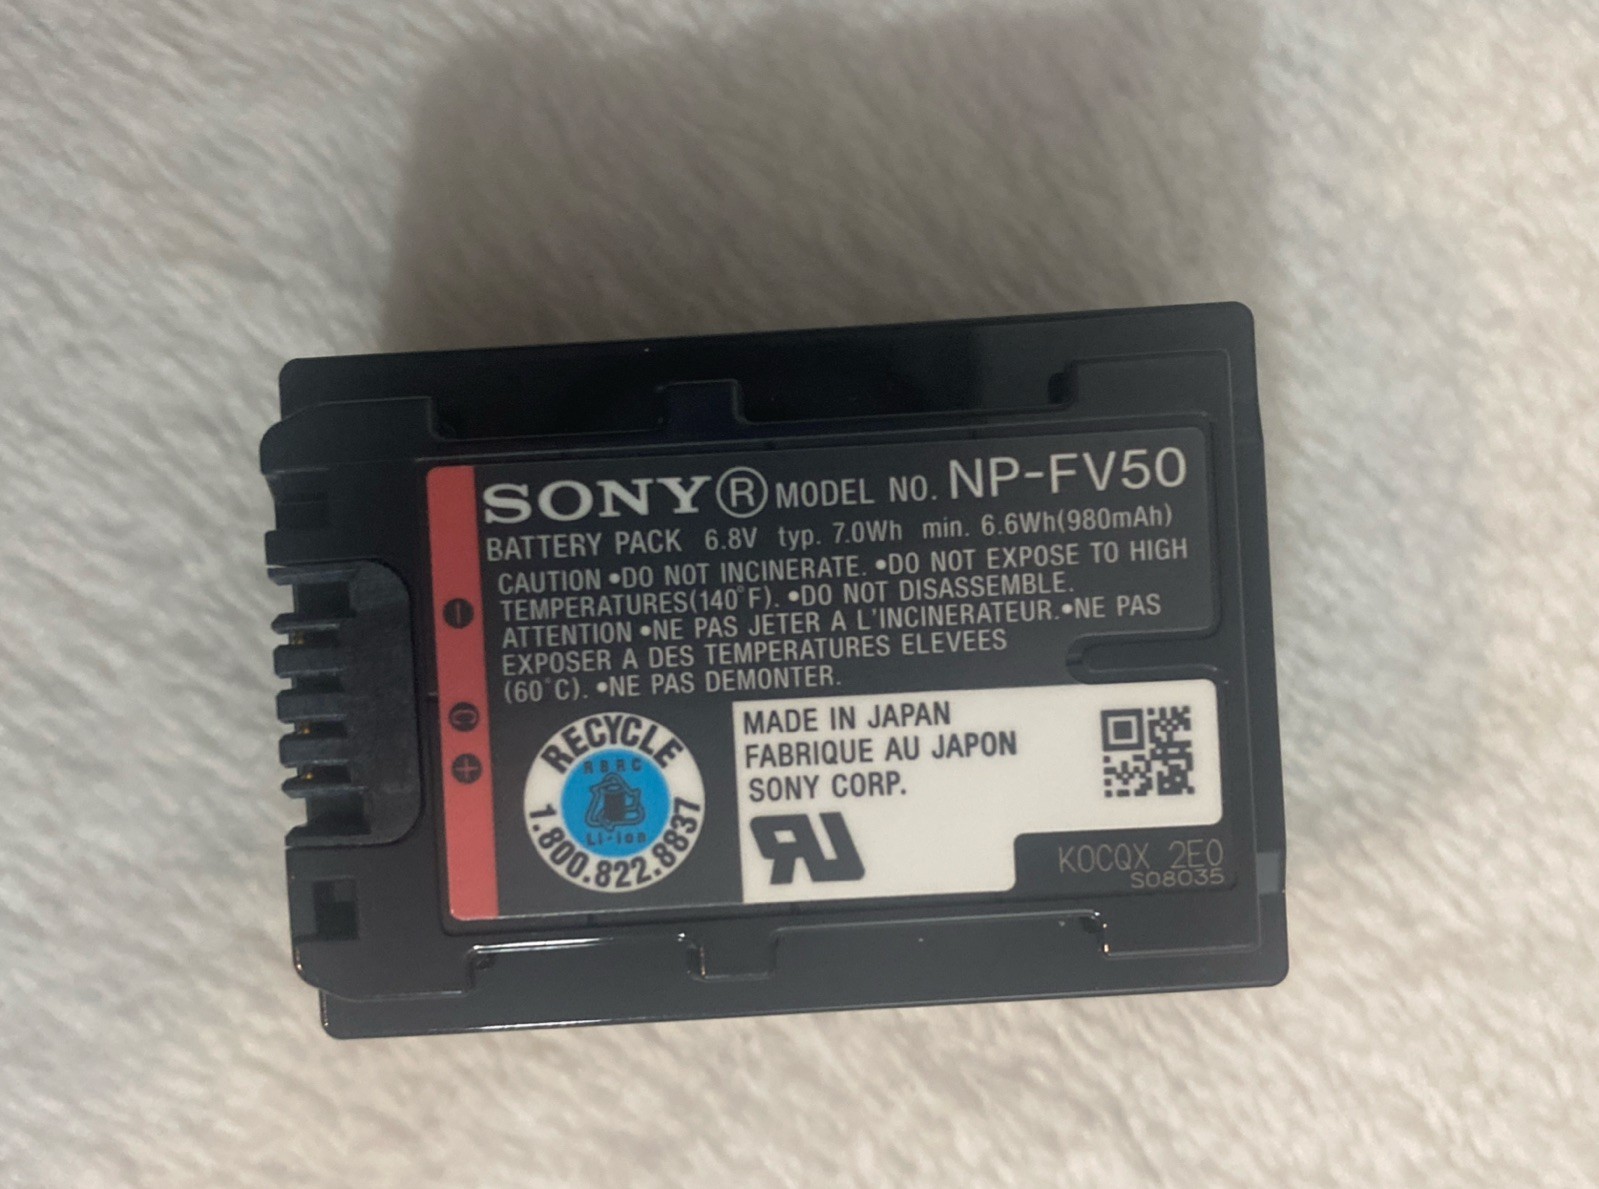 SONY® MODEL NO. NP-FV50
BATTERY PACK 6.8V typ. 7.0Wh min. 6.6Wh(980mAh)
CAUTION •DO NOT INCINERATE. •DO NOT EXPOSE TO HIGH
TEMPERATURES(140°F). •DO NOT DISASSEMBLE.
ATTENTION •NE PAS JETER A L'INCINERATEUR.•NE PAS
EXPOSER A DES TEMPERATURES ELEVEES
(60°C). •NE PAS DEMONTER.
−
C
+
RECYCLE
RBRC
Li-ion
1.800.822.8837
MADE IN JAPAN
FABRIQUE AU JAPON
SONY CORP.
UR
K0CQX 2E0
S08035